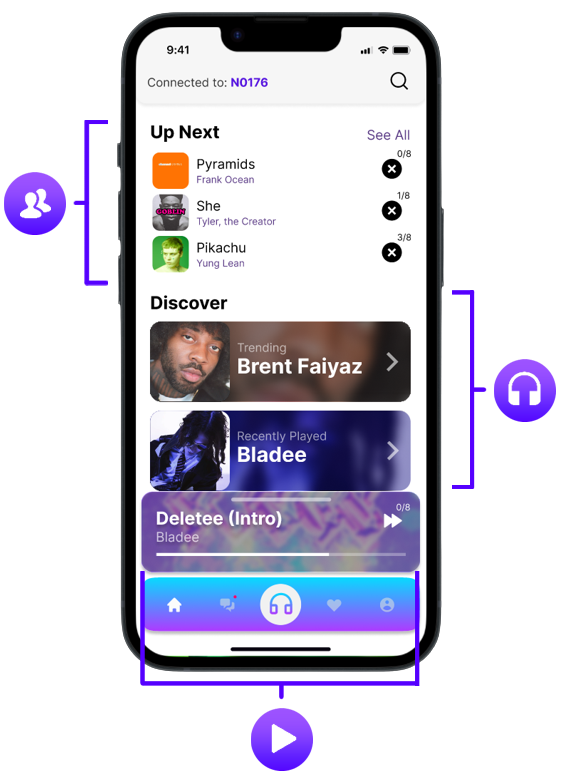 9:41
Connected to: N0176
Up Next
See All
Pyramids
Frank Ocean
0/8
She
Tyler, the Creator
1/8
GOBLIN
Pikachu
Yung Lean
3/8
Discover
Trending
Brent Faiyaz
Recently Played
Bladee
Deletee (Intro)
Bladee
0/8